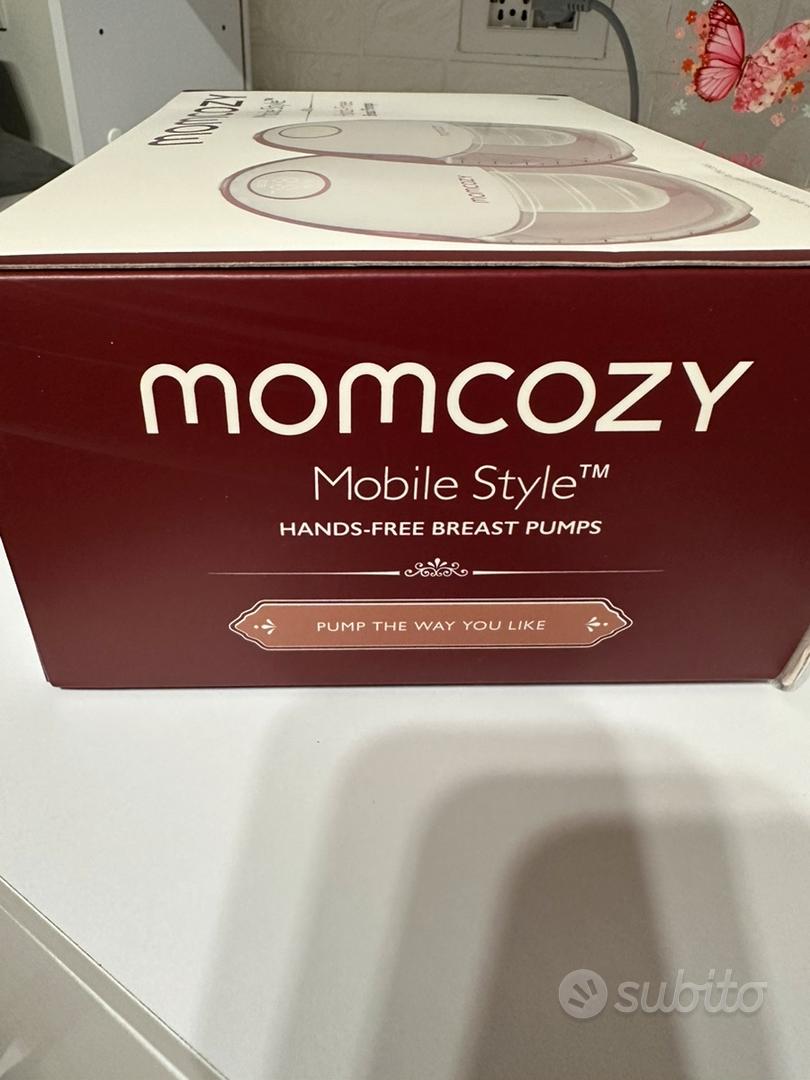 momcozy
momcozy
momcozy
Mobile Style™
HANDS-FREE BREAST PUMPS
PUMP THE WAY YOU LIKE
subito